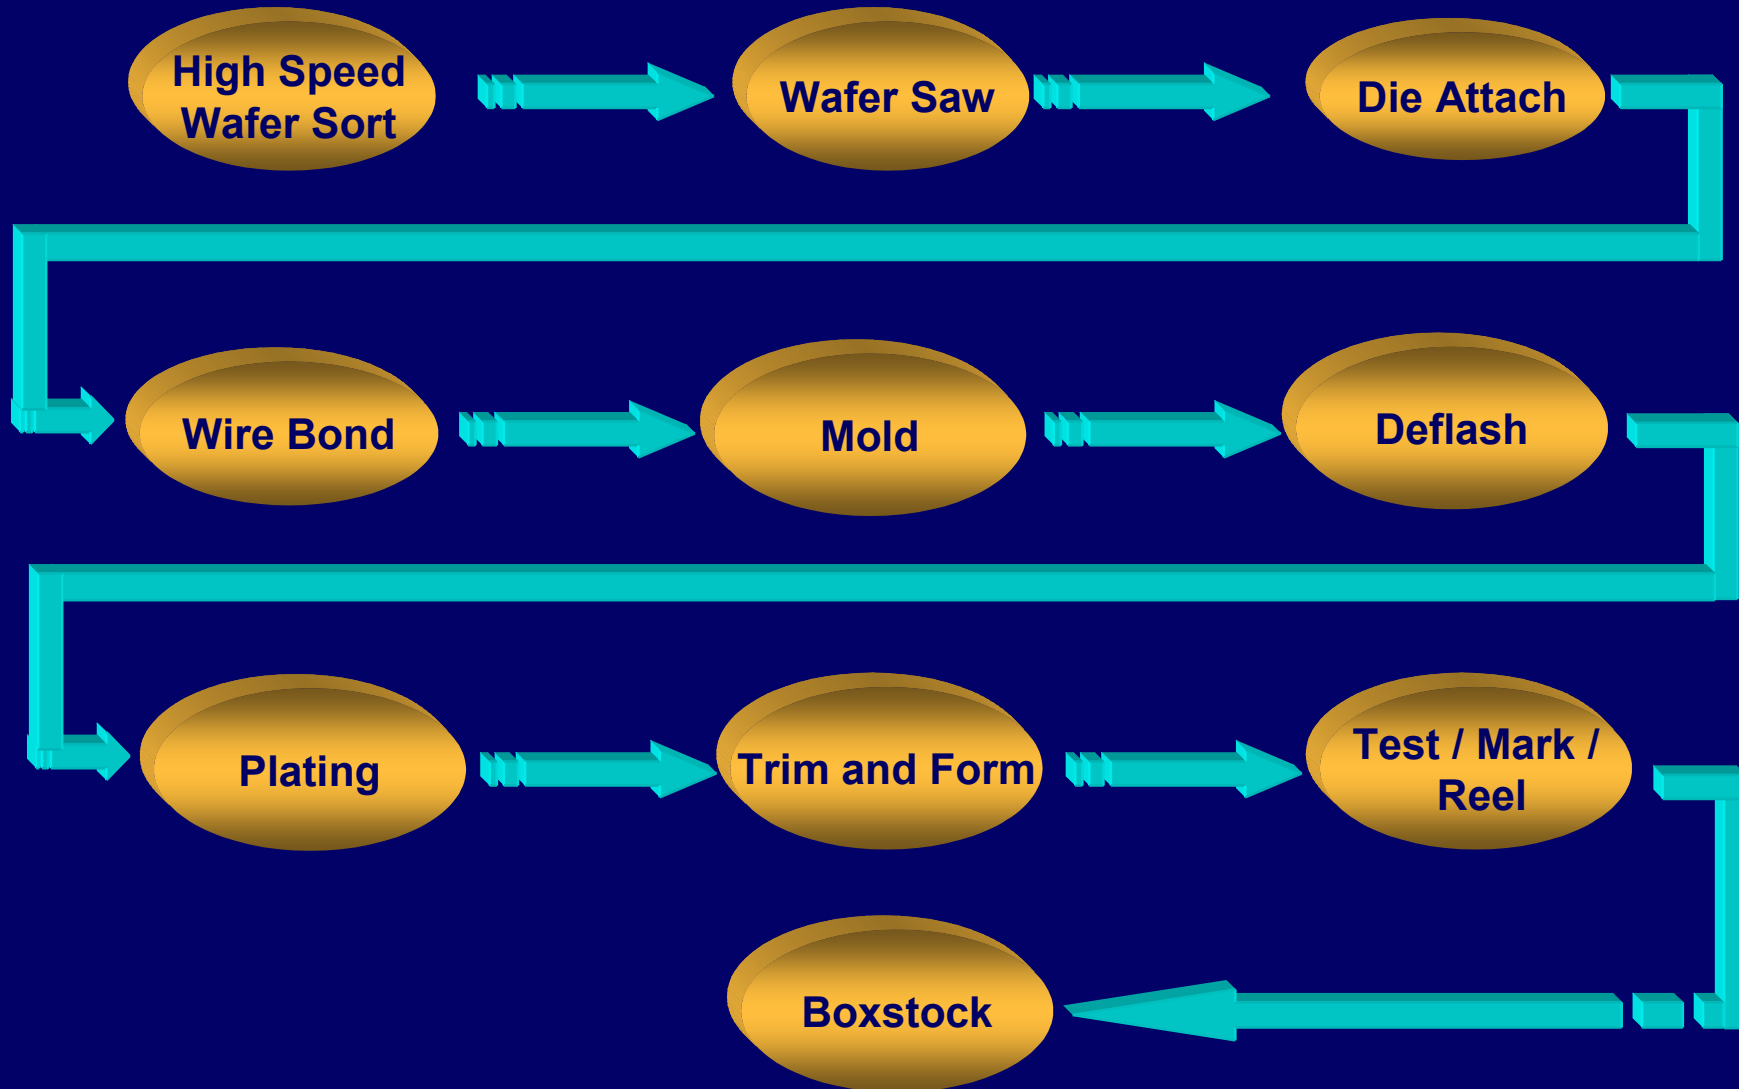 High Speed
Wafer Sort
Wafer Saw
Die Attach
Wire Bond
Mold
Deflash
Plating
Trim and Form
Test / Mark /
Reel
Boxstock